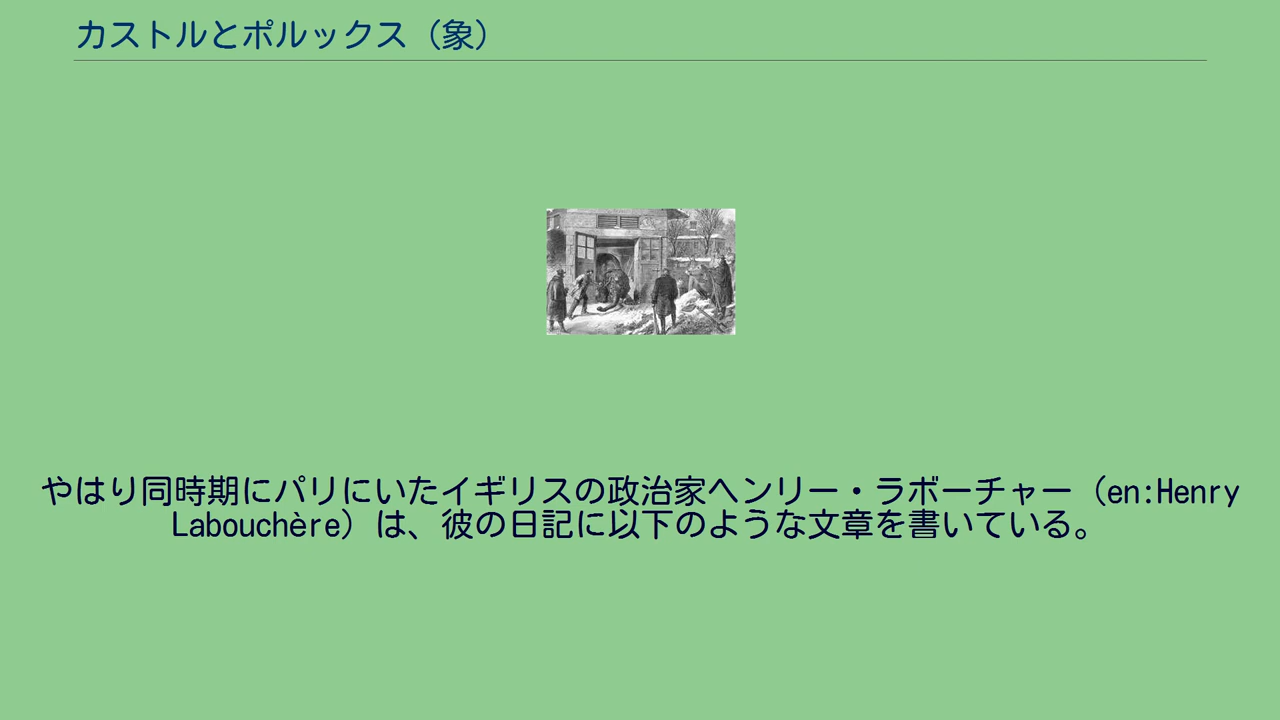 カストルとポルックス（象）
やはり同時期にパリにいたイギリスの政治家ヘンリー・ラボーチャー（en:Henry
Labouchère）は、彼の日記に以下のような文章を書いている。